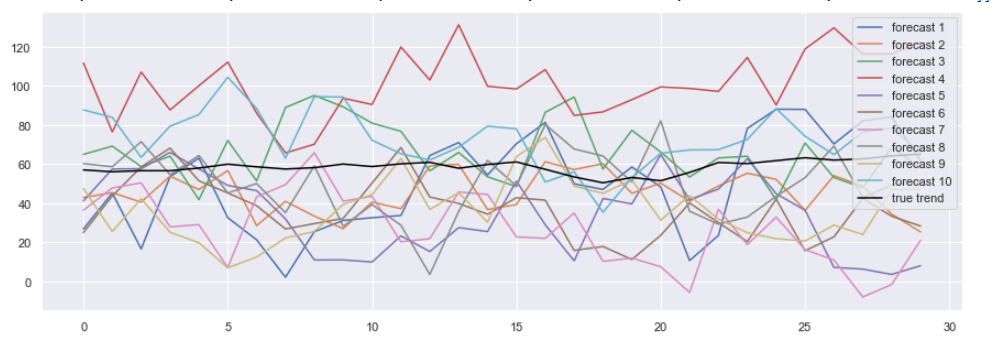 120
100
80
60
40
20
0
0
5
10
15
20
25
30
forecast 1
forecast 2
forecast 3
forecast 4
forecast 5
forecast 6
forecast 7
forecast 8
forecast 9
forecast 10
true trend